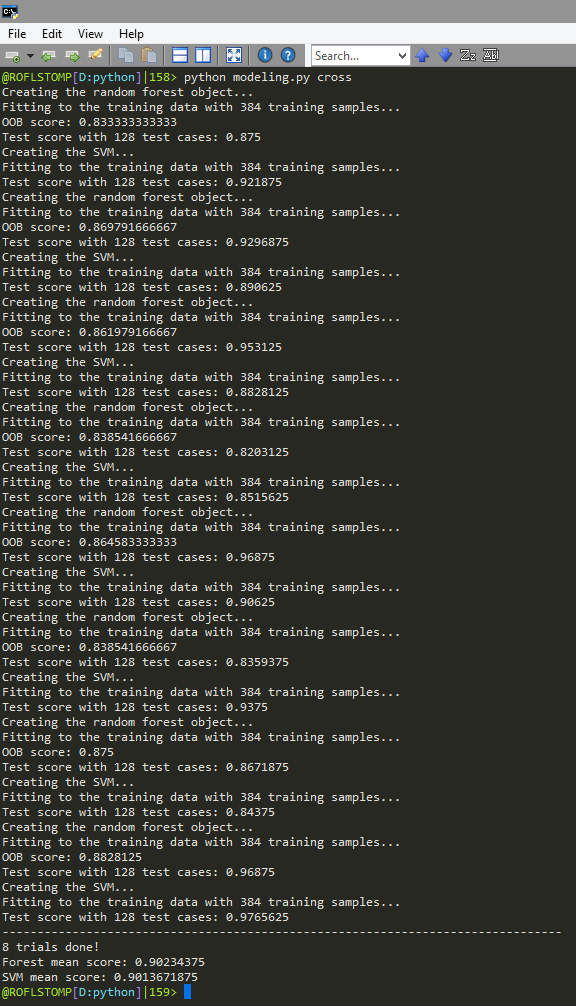 C:\.
File Edit View Help
Search... Zz Ab
@ROFLSTOMP[D:python]|158> python modeling.py cross
Creating the random forest object...
Fitting to the training data with 384 training samples...
OOB score: 0.833333333333
Test score with 128 test cases: 0.875
Creating the SVM...
Fitting to the training data with 384 training samples...
Test score with 128 test cases: 0.921875
Creating the random forest object...
Fitting to the training data with 384 training samples...
OOB score: 0.869791666667
Test score with 128 test cases: 0.9296875
Creating the SVM...
Fitting to the training data with 384 training samples...
Test score with 128 test cases: 0.890625
Creating the random forest object...
Fitting to the training data with 384 training samples...
OOB score: 0.861979166667
Test score with 128 test cases: 0.953125
Creating the SVM...
Fitting to the training data with 384 training samples...
Test score with 128 test cases: 0.8828125
Creating the random forest object...
Fitting to the training data with 384 training samples...
OOB score: 0.838541666667
Test score with 128 test cases: 0.8203125
Creating the SVM...
Fitting to the training data with 384 training samples...
Test score with 128 test cases: 0.8515625
Creating the random forest object...
Fitting to the training data with 384 training samples...
OOB score: 0.864583333333
Test score with 128 test cases: 0.96875
Creating the SVM...
Fitting to the training data with 384 training samples...
Test score with 128 test cases: 0.90625
Creating the random forest object...
Fitting to the training data with 384 training samples...
OOB score: 0.838541666667
Test score with 128 test cases: 0.8359375
Creating the SVM...
Fitting to the training data with 384 training samples...
Test score with 128 test cases: 0.9375
Creating the random forest object...
Fitting to the training data with 384 training samples...
OOB score: 0.875
Test score with 128 test cases: 0.8671875
Creating the SVM...
Fitting to the training data with 384 training samples...
Test score with 128 test cases: 0.84375
Creating the random forest object...
Fitting to the training data with 384 training samples...
OOB score: 0.8828125
Test score with 128 test cases: 0.96875
Creating the SVM...
Fitting to the training data with 384 training samples...
Test score with 128 test cases: 0.9765625
--------------------------------------------------------------------------------
8 trials done!
Forest mean score: 0.90234375
SVM mean score: 0.9013671875
@ROFLSTOMP[D:python]|159>